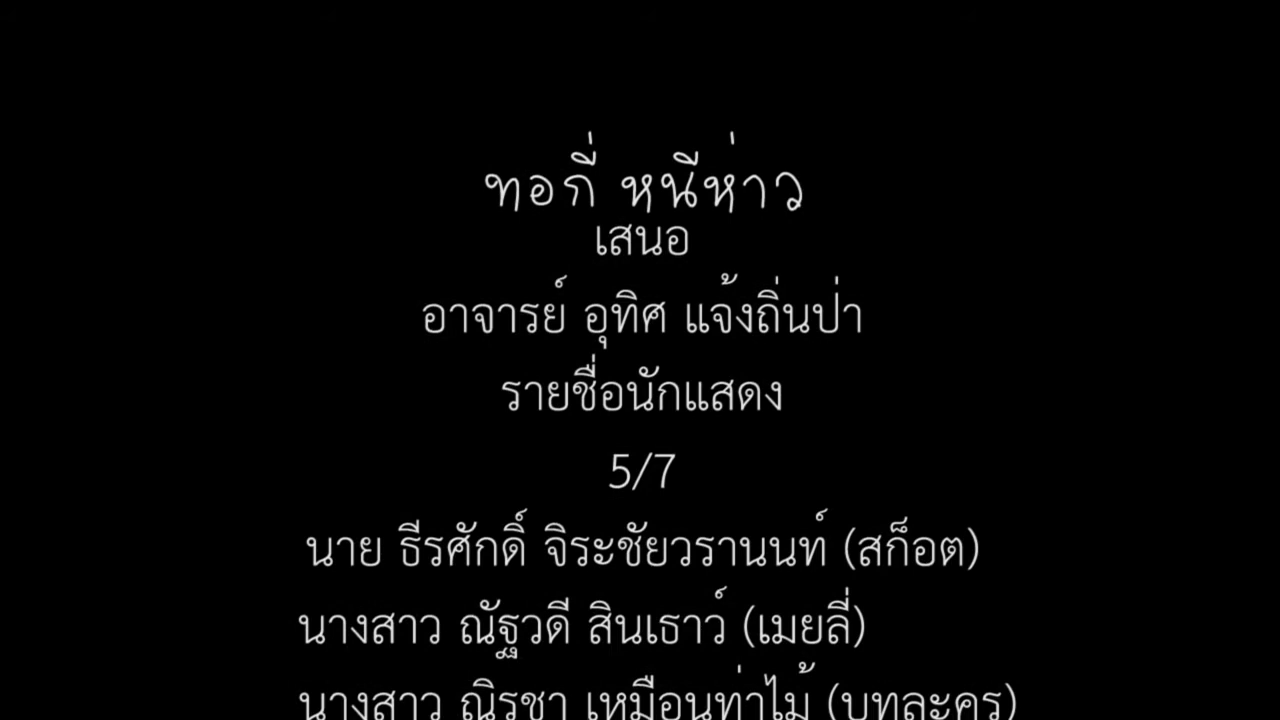 ทอกี่ หนีห่าว
เสนอ
อาจารย์ อุทิศ แจ้งถิ่นป่า
รายชื่อนักแสดง
5/7
นาย ธีรศักดิ์ จิระชัยวรานนท์ (สก็อต)
นางสาว ณัฐวดี สินเธาว์ (เมยลี่)
นางสาว ณิรชา เหมือนท่าไม้ (บทละคร)